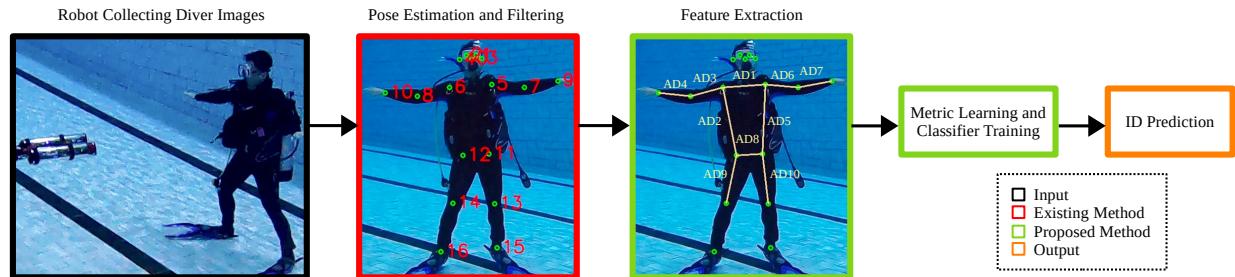 Robot Collecting Diver Images
Pose Estimation and Filtering
Feature Extraction
10
8
6
5
7
9
12
11
14
13
16
15
AD4
AD3
AD1
AD6
AD7
AD2
AD5
AD8
AD9
AD10
Metric Learning and
Classifier Training
ID Prediction
Input
Existing Method
Proposed Method
Output